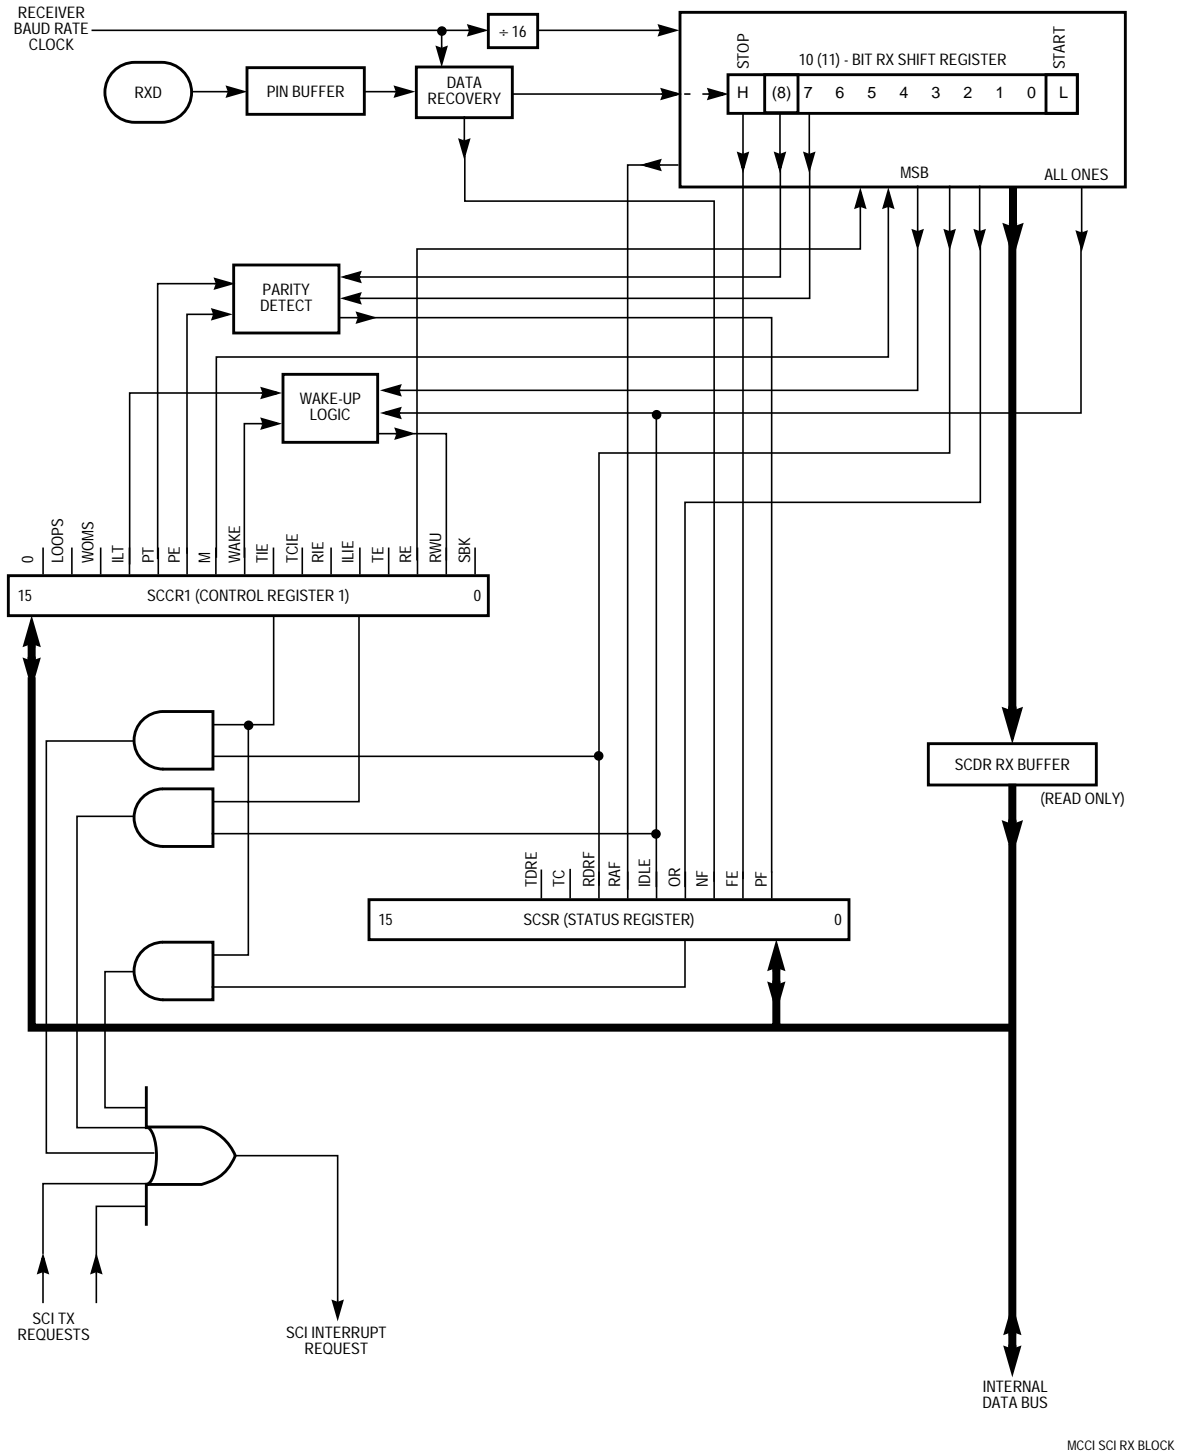 RECEIVER
BAUD RATE
CLOCK
÷ 16
STOP
START
10 (11) - BIT RX SHIFT REGISTER
RXD
PIN BUFFER
DATA
RECOVERY
H (8) 7 6 5 4 3 2 1 0 L
MSB
ALL ONES
PARITY
DETECT
WAKE-UP
LOGIC
0
LOOPS
WOMS
ILT
PT
PE
M
WAKE
TIE
TCIE
RIE
ILIE
TE
RE
RWU
SBK
15 SCCR1 (CONTROL REGISTER 1) 0
SCDR RX BUFFER
(READ ONLY)
TDRE
TC
RDRF
RAF
IDLE
OR
NF
FE
PF
15 SCSR (STATUS REGISTER) 0
SCI TX
REQUESTS
SCI INTERRUPT
REQUEST
INTERNAL
DATA BUS
MCCI SCI RX BLOCK